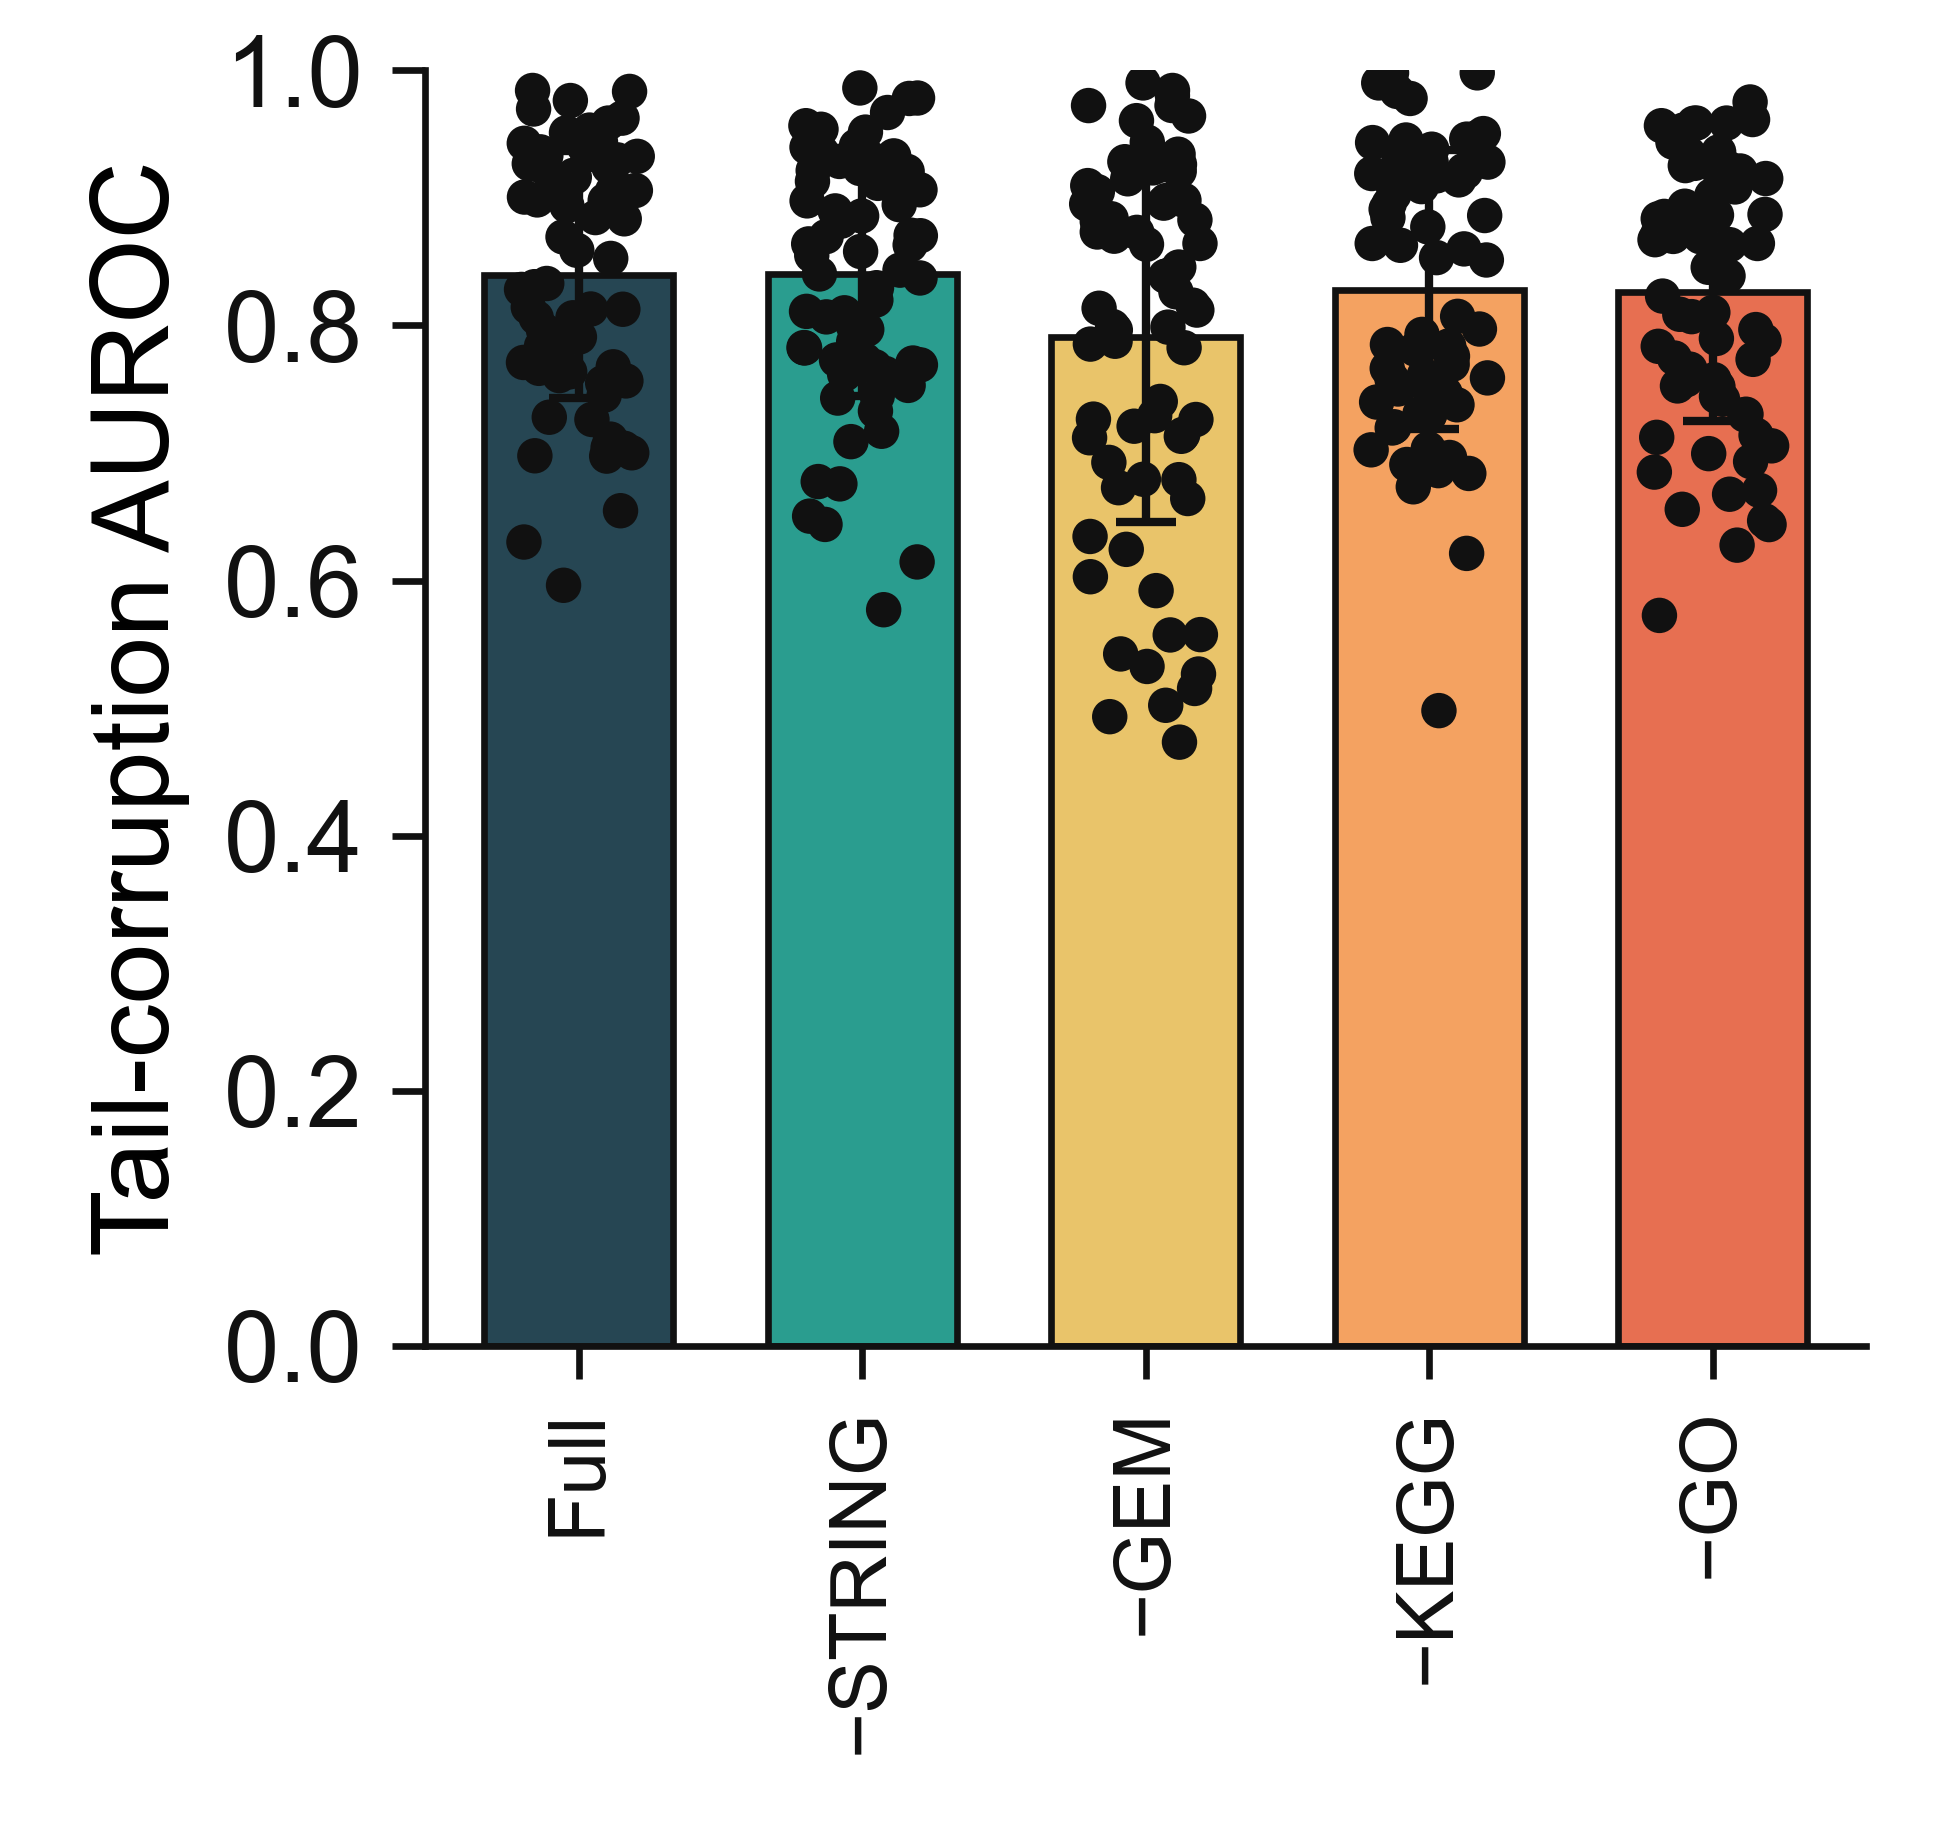 Tail-corruption AUROC
1.0
0.8
0.6
0.4
0.2
0.0
Full
−STRING
−GEM
−KEGG
−GO